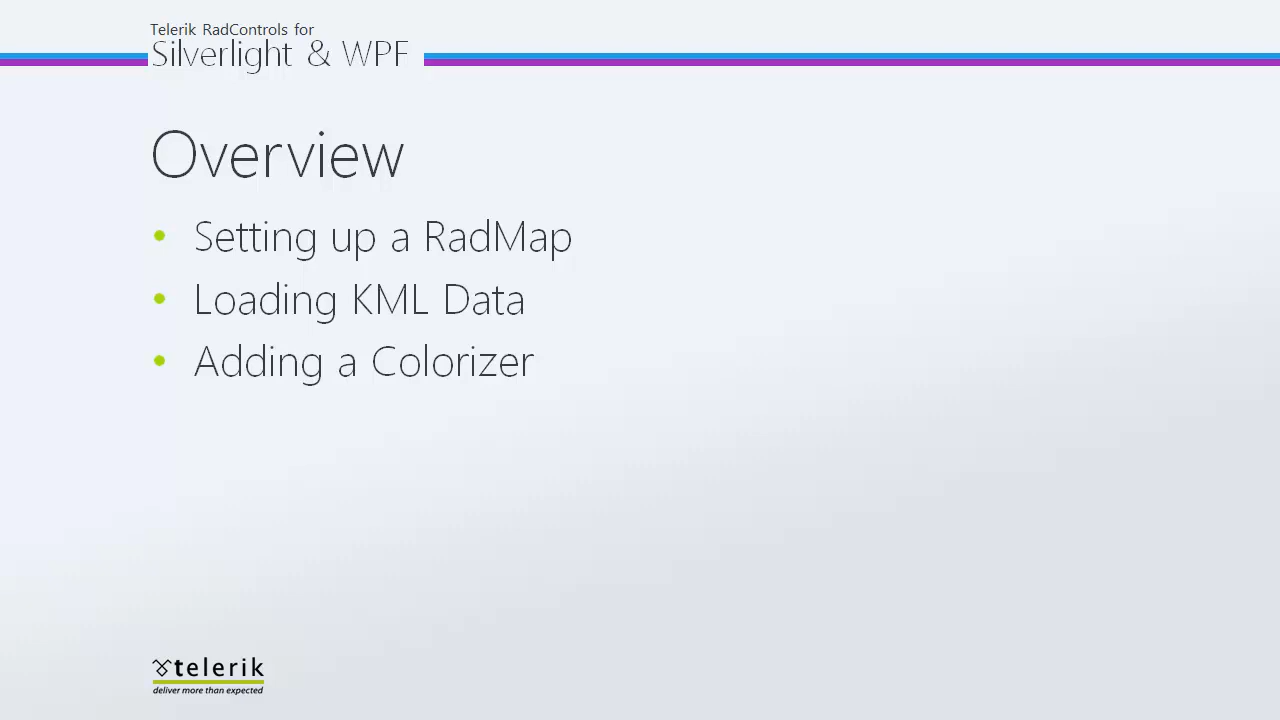 Telerik RadControls for
Silverlight & WPF
Overview
• Setting up a RadMap
• Loading KML Data
• Adding a Colorizer
telerik
deliver more than expected